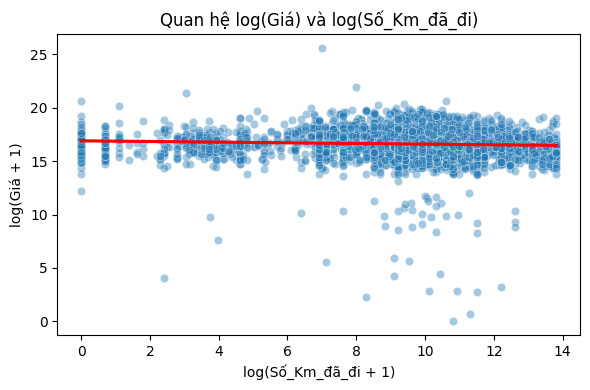 Quan hệ log(Giá) và log(Số_Km_đã_đi)
log(Giá + 1)
25
20
15
10
5
0
0 2 4 6 8 10 12 14
log(Số_Km_đã_đi + 1)